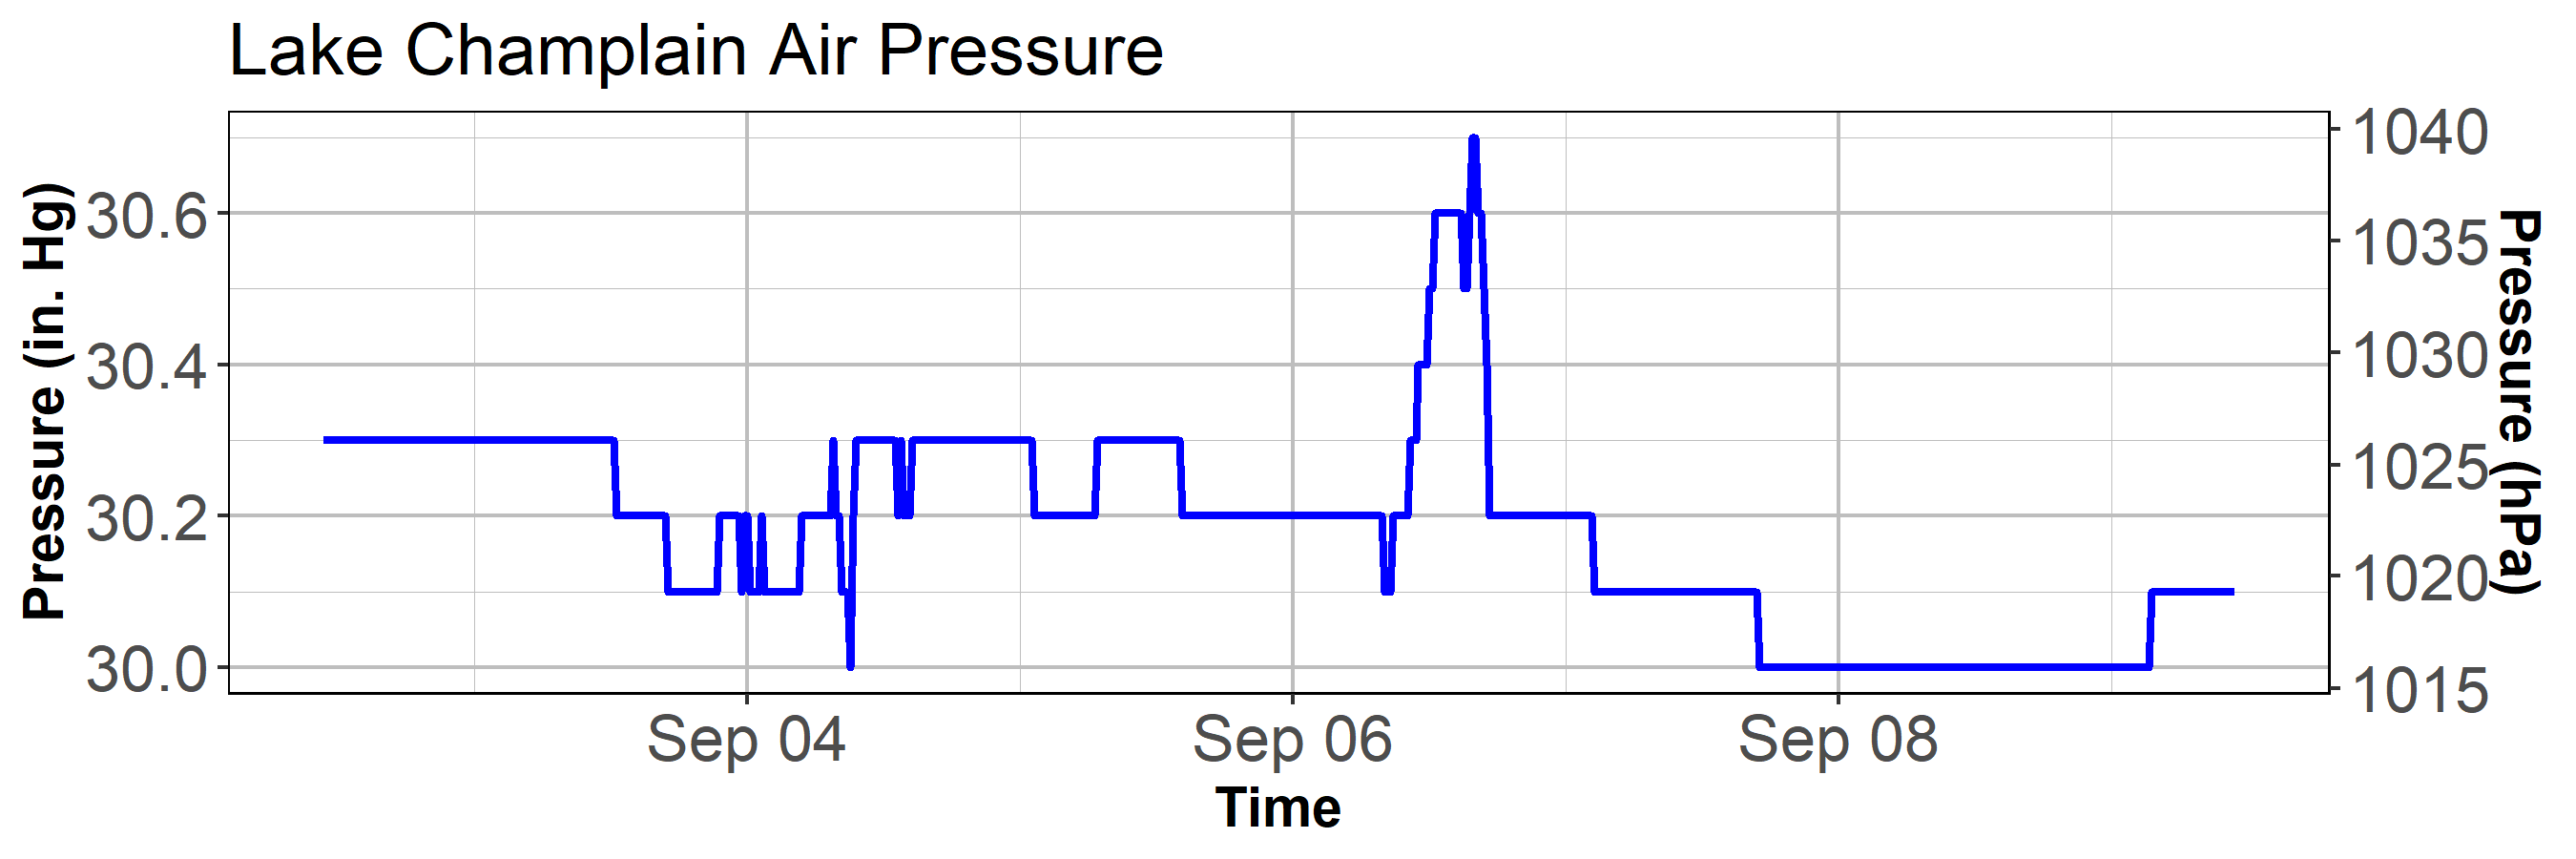 Lake Champlain Air Pressure
Pressure (in. Hg)
30.6
30.4
30.2
30.0
1040
1035
1030
1025
1020
1015
Pressure (hPa)
Sep 04
Sep 06
Sep 08
Time